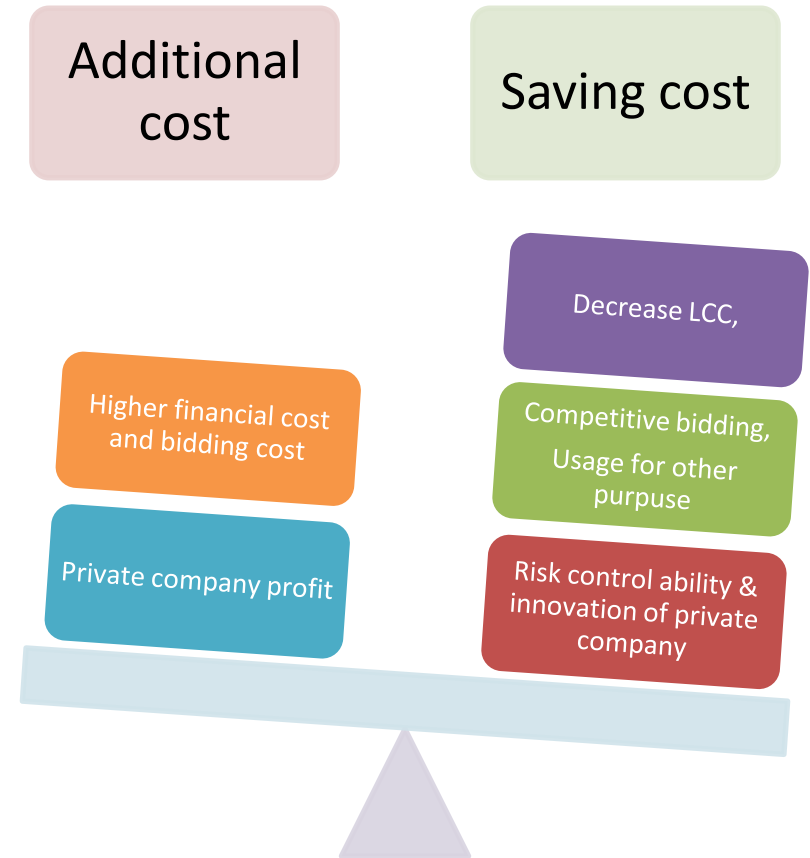 Additional
cost
Saving cost
Higher financial cost
and bidding cost
Private company profit
Decrease LCC,
Competitive bidding,
Usage for other
purpuse
Risk control ability &
innovation of private
company